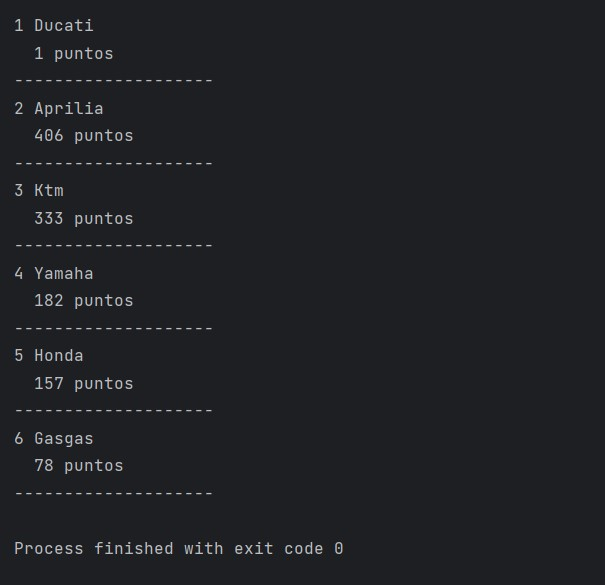 1 Ducati
  1 puntos
--------------------
2 Aprilia
  406 puntos
--------------------
3 Ktm
  333 puntos
--------------------
4 Yamaha
  182 puntos
--------------------
5 Honda
  157 puntos
--------------------
6 Gasgas
  78 puntos
--------------------
Process finished with exit code 0